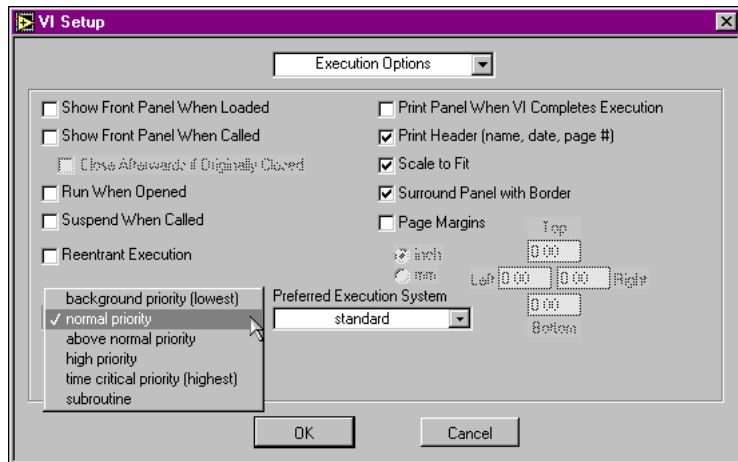 VI Setup
Execution Options
Show Front Panel When Loaded
Show Front Panel When Called
Close Afterwards if Originally Closed
Run When Opened
Suspend When Called
Reentrant Execution
background priority (lowest)
✓ normal priority
above normal priority
high priority
time critical priority (highest)
subroutine
Preferred Execution System
standard
Print Panel When VI Completes Execution
Print Header (name, date, page #)
Scale to Fit
Surround Panel with Border
Page Margins
inch
mm
Top
0.00
Left 0.00 0.00 Right
0.00
Bottom
OK
Cancel